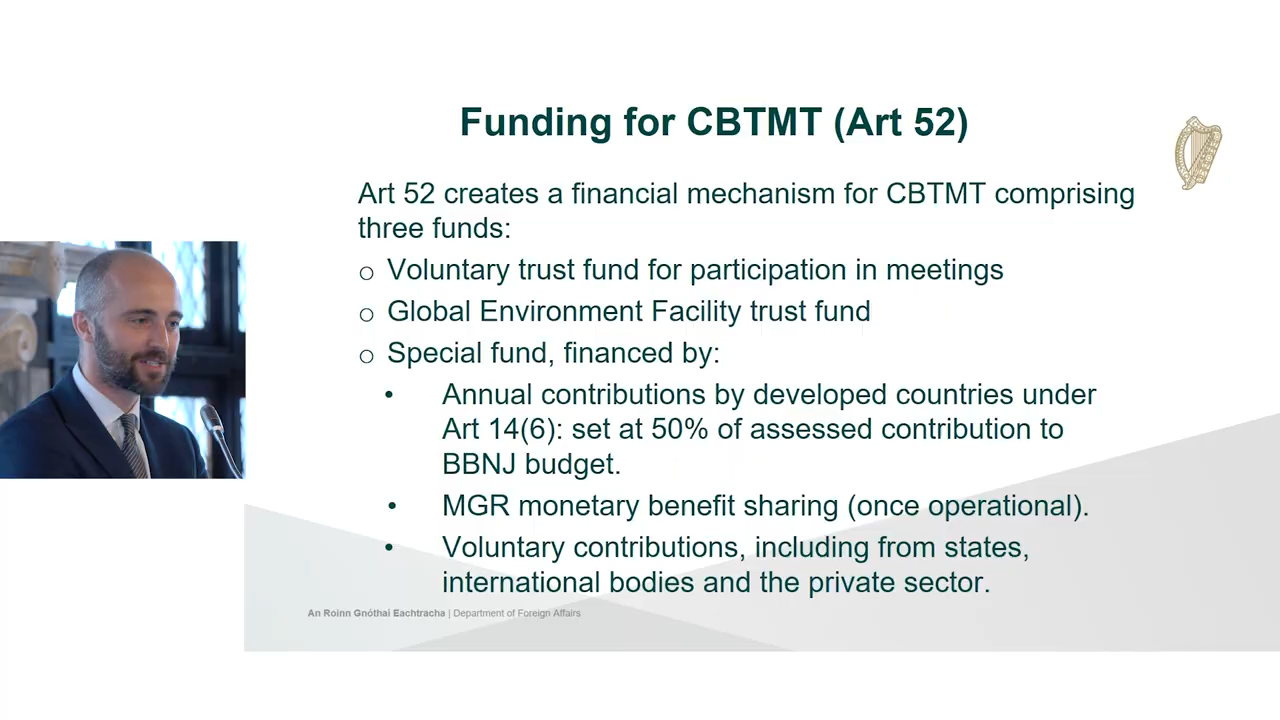 Funding for CBTMT (Art 52)
Art 52 creates a financial mechanism for CBTMT comprising
three funds:
o Voluntary trust fund for participation in meetings
o Global Environment Facility trust fund
o Special fund, financed by:
• Annual contributions by developed countries under
Art 14(6): set at 50% of assessed contribution to
BBNJ budget.
• MGR monetary benefit sharing (once operational).
• Voluntary contributions, including from states,
international bodies and the private sector.
An Roinn Gnóthaí Eachtracha | Department of Foreign Affairs